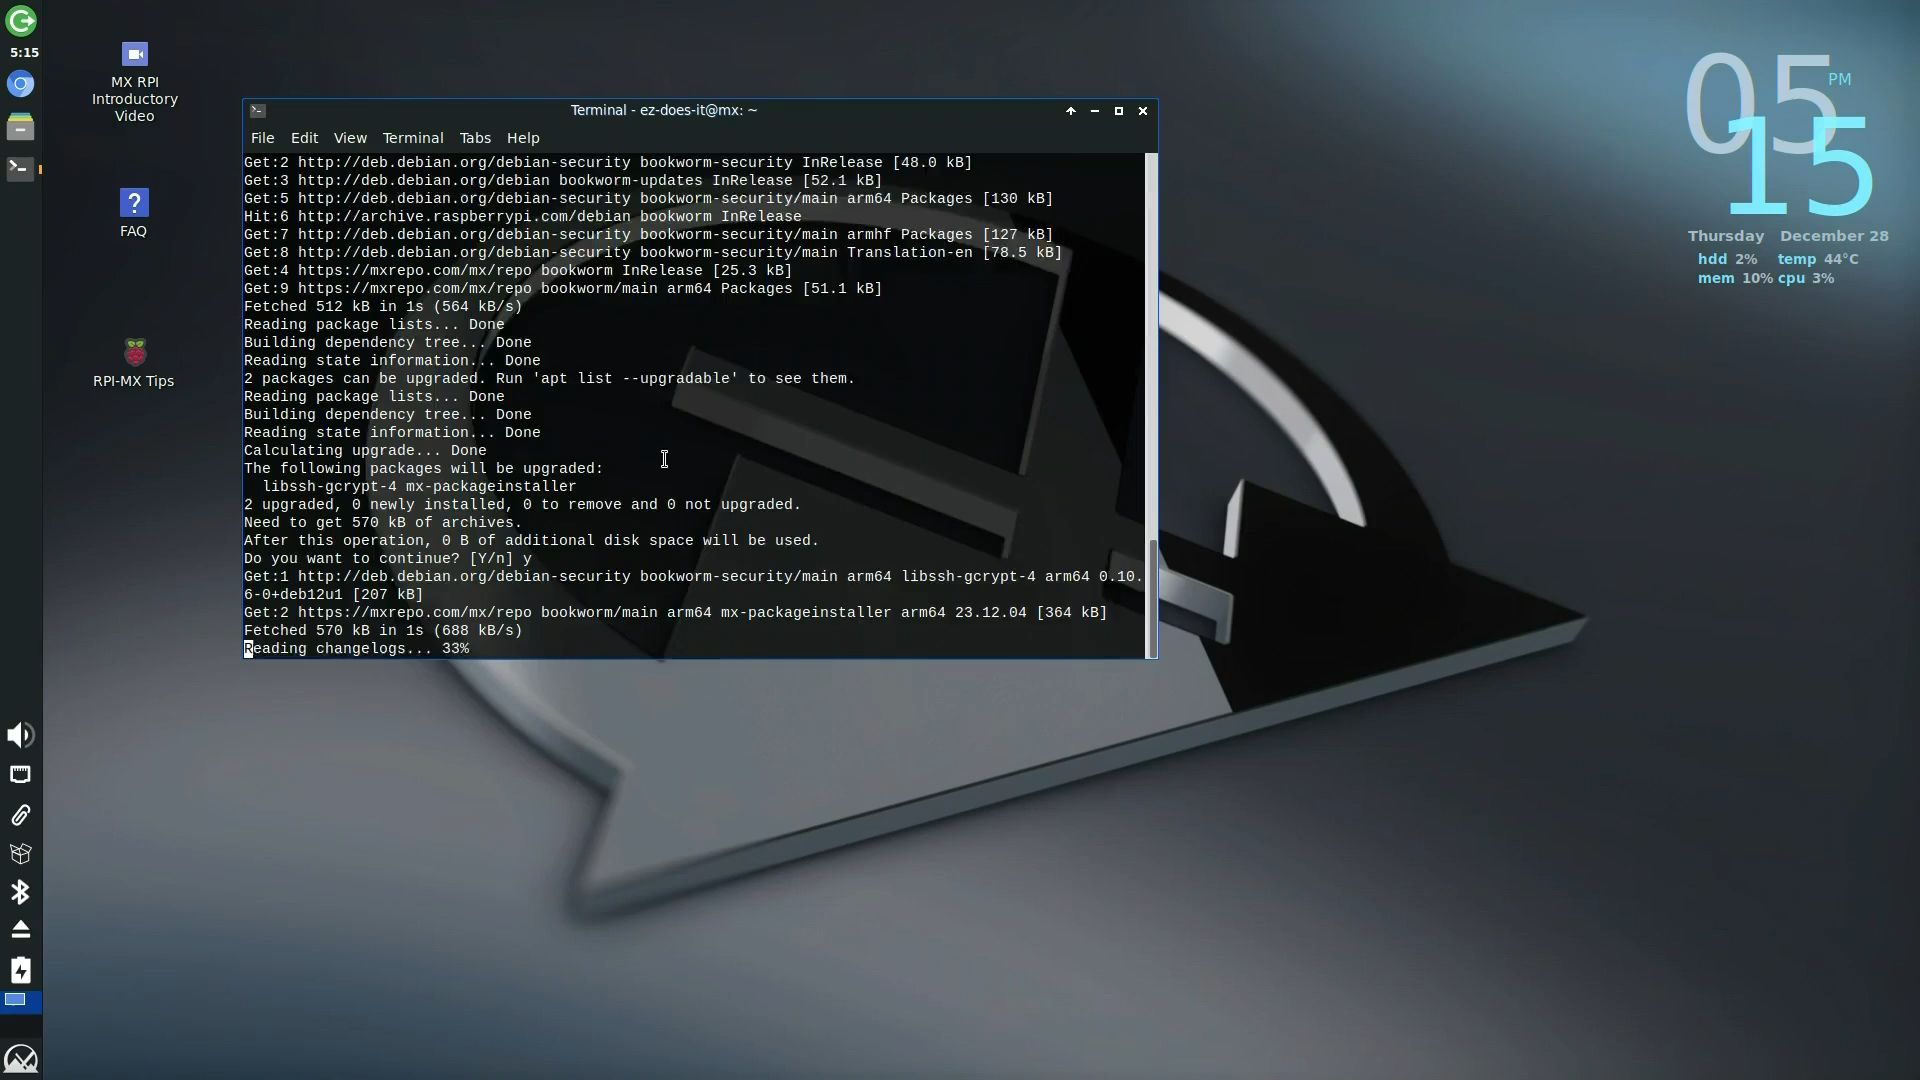 5:15
MX RPI
Introductory
Video
FAQ
RPI-MX Tips
Terminal - ez-does-it@mx: ~
File Edit View Terminal Tabs Help
Get:2 http://deb.debian.org/debian-security bookworm-security InRelease [48.0 kB]
Get:3 http://deb.debian.org/debian bookworm-updates InRelease [52.1 kB]
Get:5 http://deb.debian.org/debian-security bookworm-security/main arm64 Packages [130 kB]
Hit:6 http://archive.raspberrypi.com/debian bookworm InRelease
Get:7 http://deb.debian.org/debian-security bookworm-security/main armhf Packages [127 kB]
Get:8 http://deb.debian.org/debian-security bookworm-security/main Translation-en [78.5 kB]
Get:4 https://mxrepo.com/mx/repo bookworm InRelease [25.3 kB]
Get:9 https://mxrepo.com/mx/repo bookworm/main arm64 Packages [51.1 kB]
Fetched 512 kB in 1s (564 kB/s)
Reading package lists... Done
Building dependency tree... Done
Reading state information... Done
2 packages can be upgraded. Run 'apt list --upgradable' to see them.
Reading package lists... Done
Building dependency tree... Done
Reading state information... Done
Calculating upgrade... Done
The following packages will be upgraded:
  libssh-gcrypt-4 mx-packageinstaller
2 upgraded, 0 newly installed, 0 to remove and 0 not upgraded.
Need to get 570 kB of archives.
After this operation, 0 B of additional disk space will be used.
Do you want to continue? [Y/n] y
Get:1 http://deb.debian.org/debian-security bookworm-security/main arm64 libssh-gcrypt-4 arm64 0.10.
6-0+deb12u1 [207 kB]
Get:2 https://mxrepo.com/mx/repo bookworm/main arm64 mx-packageinstaller arm64 23.12.04 [364 kB]
Fetched 570 kB in 1s (688 kB/s)
Reading changelogs... 33%
05 PM
15
Thursday December 28
hdd 2% temp 44°C
mem 10% cpu 3%